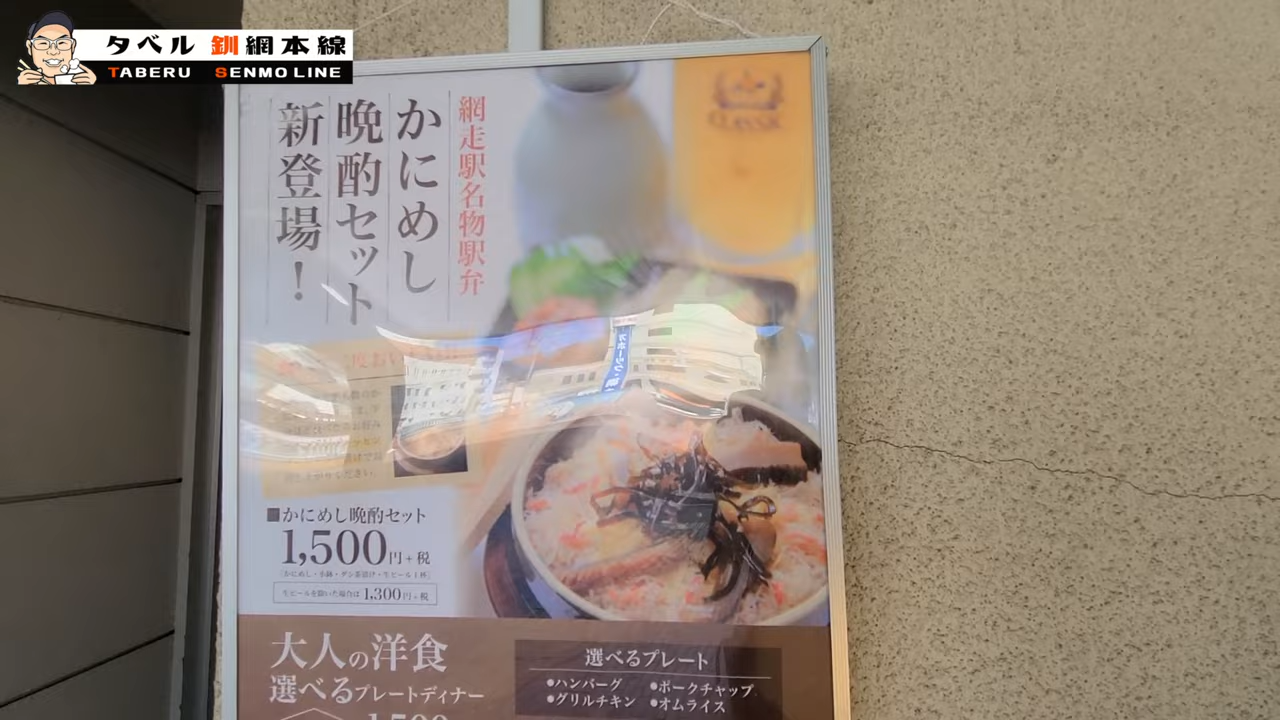 タベル 釧網本線
TABERU SENMO LINE
網走駅名物駅弁
かにめし
晩酌セット
新登場！
■かにめし晩酌セット
1,500円+税
生ビールを除いた場合は 1,300円+税
大人の洋食
選べるプレートディナー
1,500
選べるプレート
●ハンバーグ ●ポークチャップ
●グリルチキン ●オムライス